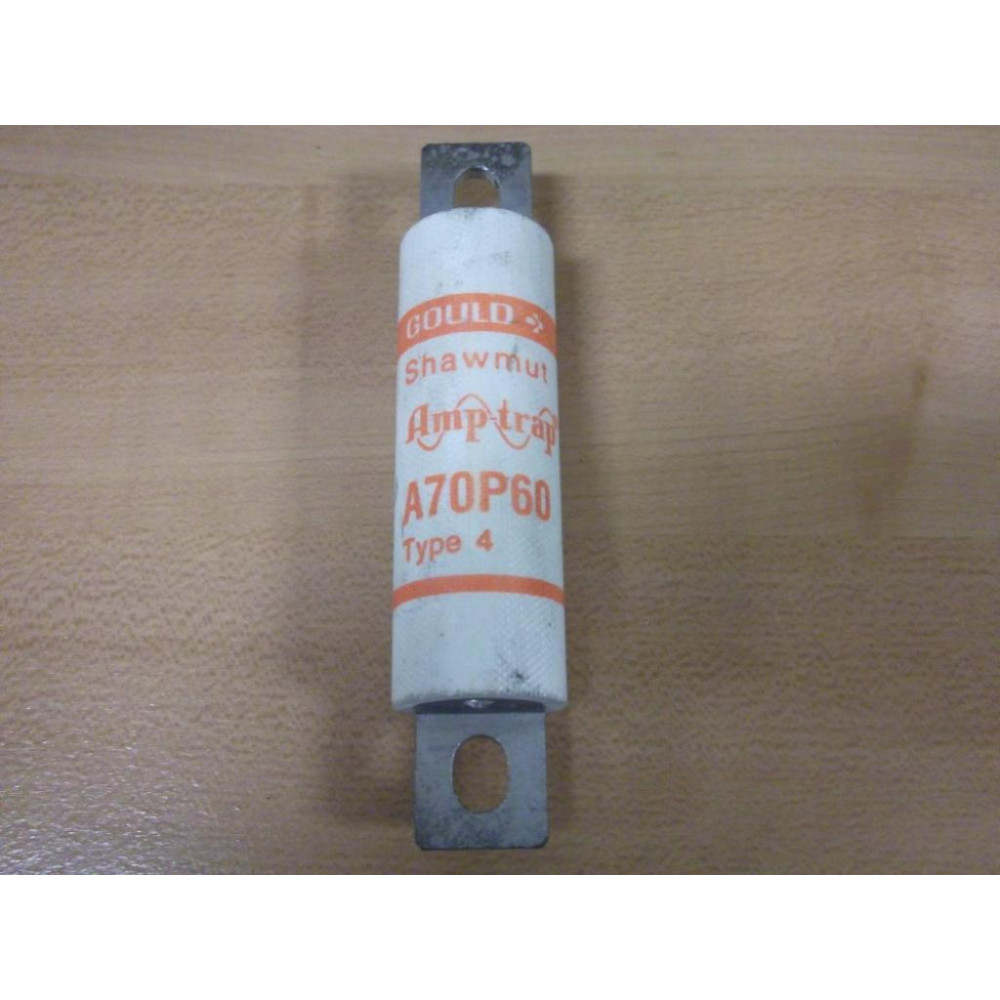 GOULD
Shawmut
Amp-trap
A70P60
Type 4